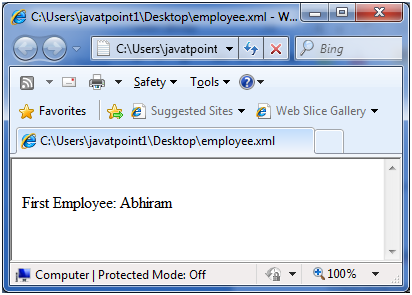 C:\Users\javatpoint1\Desktop\employee.xml - W...
C:\Users\javatpoint
Bing
Safety Tools
Favorites Suggested Sites Web Slice Gallery
C:\Users\javatpoint1\Desktop\employee.xml
First Employee: Abhiram
Computer | Protected Mode: Off 100%